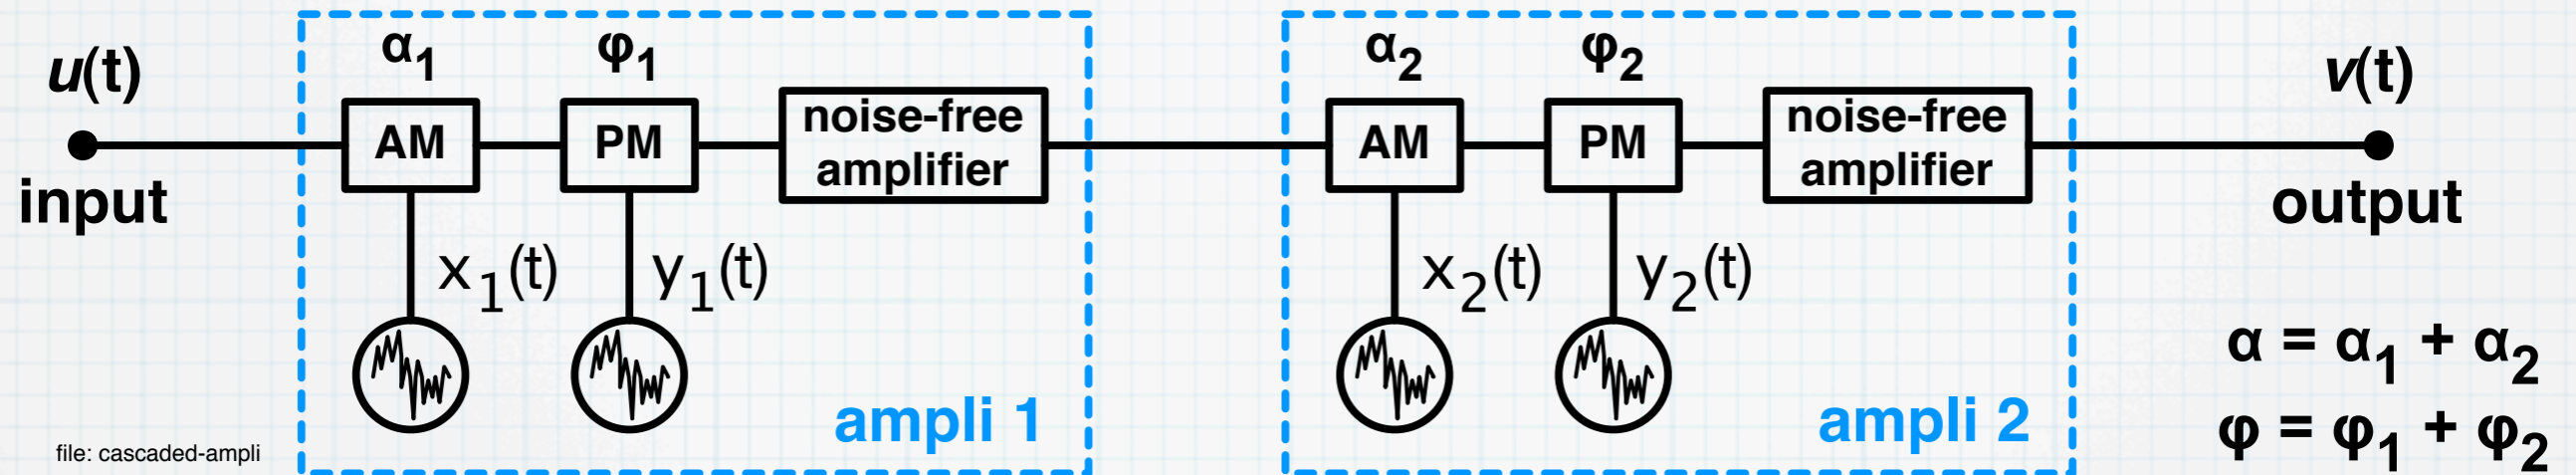 u(t)
input
α1
φ1
AM
PM
noise-free
amplifier
x1(t)
y1(t)
ampli 1
α2
φ2
AM
PM
noise-free
amplifier
x2(t)
y2(t)
ampli 2
v(t)
output
α = α1 + α2
φ = φ1 + φ2
file: cascaded-ampli